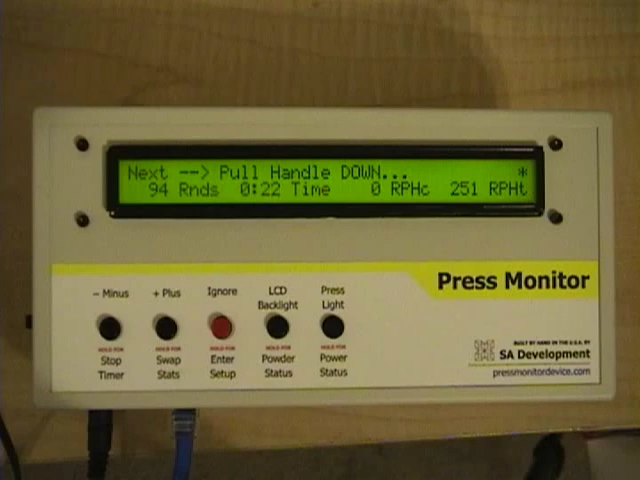 Next --> Pull Handle DOWN... *
94 Rnds 0:22 Time 0 RPHc 251 RPHt
Press Monitor
- Minus
+ Plus
Ignore
LCD Backlight
Press Light
HOLD FOR
HOLD FOR
HOLD FOR
HOLD FOR
HOLD FOR
Stop Timer
Swap Stats
Enter Setup
Powder Status
Power Status
BUILT BY HAND IN THE U.S.A. BY
SA Development
pressmonitordevice.com